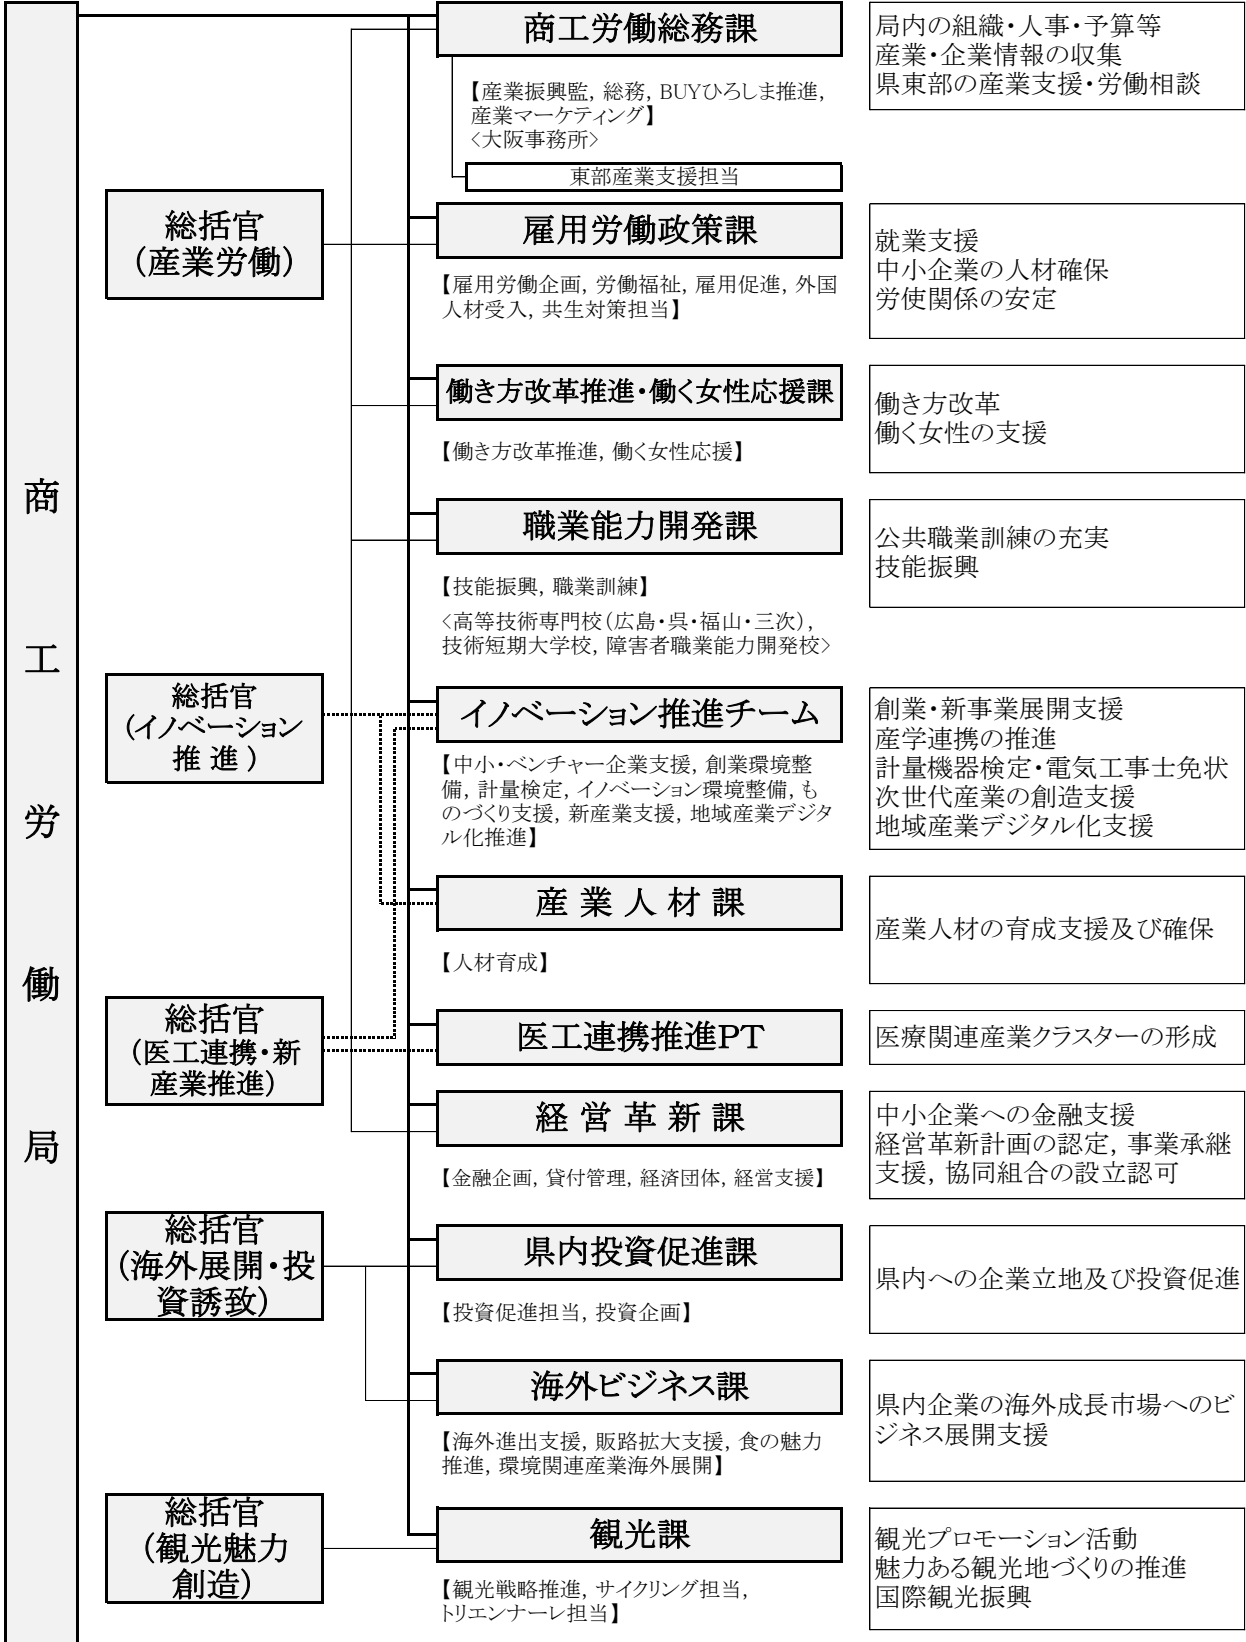 商工労働局
商工労働総務課
【産業振興監, 総務, BUYひろしま推進,
産業マーケティング】
<大阪事務所>
東部産業支援担当
局内の組織・人事・予算等
産業・企業情報の収集
県東部の産業支援・労働相談
総括官
(産業労働)
雇用労働政策課
【雇用労働企画, 労働福祉, 雇用促進, 外国
人材受入, 共生対策担当】
就業支援
中小企業の人材確保
労使関係の安定
働き方改革推進・働く女性応援課
【働き方改革推進, 働く女性応援】
働き方改革
働く女性の支援
職業能力開発課
【技能振興, 職業訓練】
<高等技術専門校(広島・呉・福山・三次),
技術短期大学校, 障害者職業能力開発校>
公共職業訓練の充実
技能振興
総括官
(イノベーション
推 進 )
イノベーション推進チーム
【中小・ベンチャー企業支援, 創業環境整
備, 計量検定, イノベーション環境整備, も
のづくり支援, 新産業支援, 地域産業デジタ
ル化推進】
創業・新事業展開支援
産学連携の推進
計量機器検定・電気工事士免状
次世代産業の創造支援
地域産業デジタル化支援
産 業 人 材 課
【人材育成】
産業人材の育成支援及び確保
総括官
(医工連携・新
産業推進)
医工連携推進PT
医療関連産業クラスターの形成
経 営 革 新 課
【金融企画, 貸付管理, 経済団体, 経営支援】
中小企業への金融支援
経営革新計画の認定, 事業承継
支援, 協同組合の設立認可
総括官
(海外展開・投
資誘致)
県内投資促進課
【投資促進担当, 投資企画】
県内への企業立地及び投資促進
海外ビジネス課
【海外進出支援, 販路拡大支援, 食の魅力
推進, 環境関連産業海外展開】
県内企業の海外成長市場へのビ
ジネス展開支援
総括官
(観光魅力
創造)
観光課
【観光戦略推進, サイクリング担当,
トリエンナーレ担当】
観光プロモーション活動
魅力ある観光地づくりの推進
国際観光振興